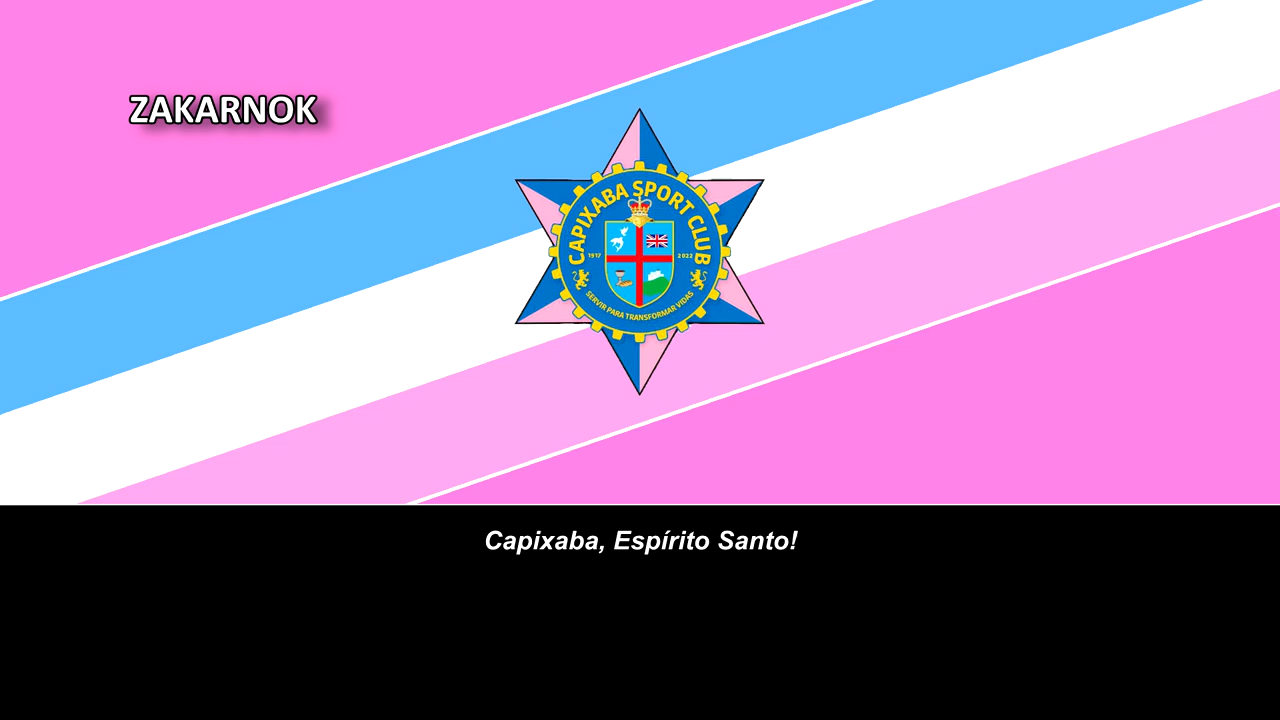 ZAKARNOK
CAPIXABA SPORT CLUB
1917 2022
SERVIR PARA TRANSFORMAR VIDAS
Capixaba, Espírito Santo!